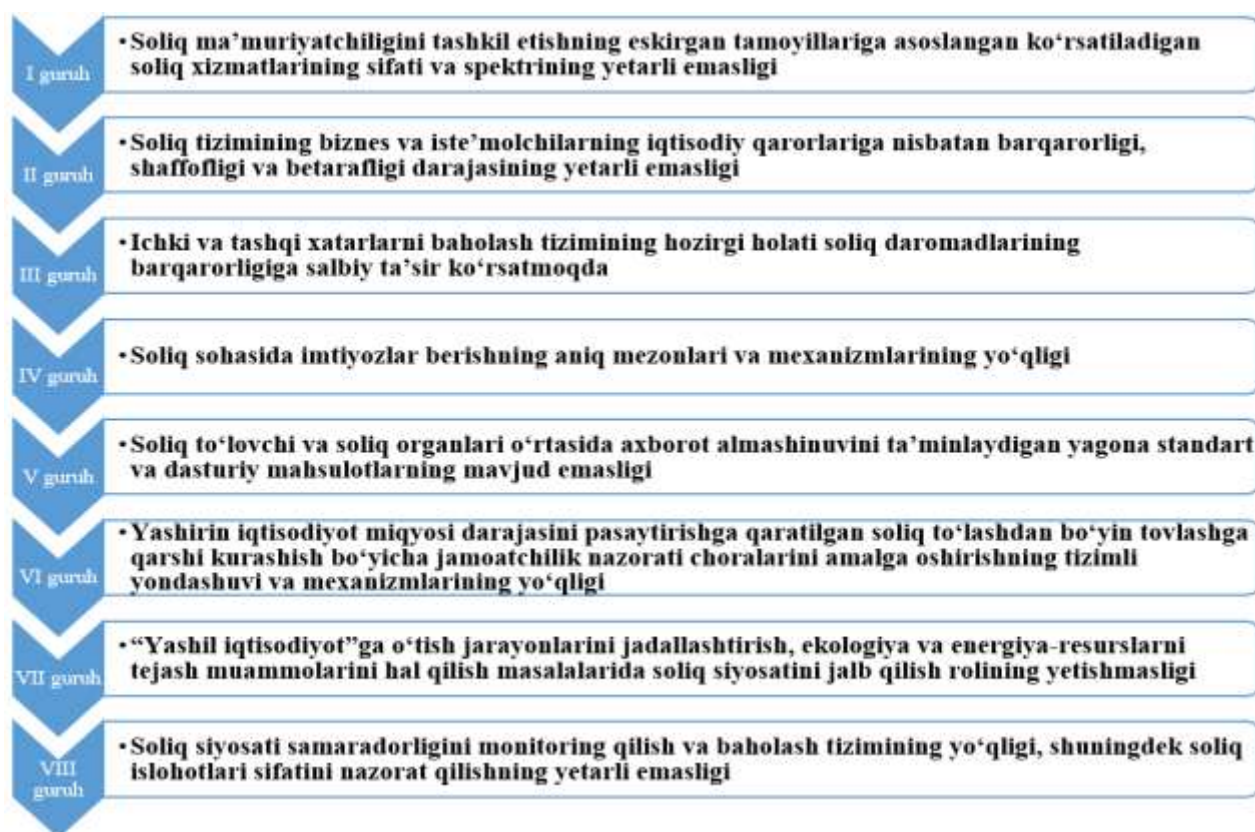 I guruh
•Soliq ma’muriyatchiligini tashkil etishning eskirgan tamoyillariga asoslangan ko‘rsatiladigan
soliq xizmatlarining sifati va spektrining yetarli emasligi
II guruh
•Soliq tizimining biznes va iste’molchilarning iqtisodiy qarorlariga nisbatan barqarorligi,
shaffofligi va betarafligi darajasining yetarli emasligi
III guruh
•Ichki va tashqi xatarlarni baholash tizimining hozirgi holati soliq daromadlarining
barqarorligiga salbiy ta’sir ko‘rsatmoqda
IV guruh
•Soliq sohasida imtiyozlar berishning aniq mezonlari va mexanizmlarining yo‘qligi
V guruh
•Soliq to‘lovchi va soliq organlari o‘rtasida axborot almashinuvini ta’minlaydigan yagona standart
va dasturiy mahsulotlarning mavjud emasligi
VI guruh
•Yashirin iqtisodiyot miqyosi darajasini pasaytirishga qaratilgan soliq to‘lashdan bo‘yin tovlashga
qarshi kurashish bo‘yicha jamoatchilik nazorati choralarini amalga oshirishning tizimli
yondashuvi va mexanizmlarining yo‘qligi
VII guruh
•“Yashil iqtisodiyot”ga o‘tish jarayonlarini jadallashtirish, ekologiya va energiya-resurslarni
tejash muammolarini hal qilish masalalarida soliq siyosatini jalb qilish rolining yetishmasligi
VIII
guruh
•Soliq siyosati samaradorligini monitoring qilish va baholash tizimining yo‘qligi, shuningdek soliq
islohotlari sifatini nazorat qilishning yetarli emasligi